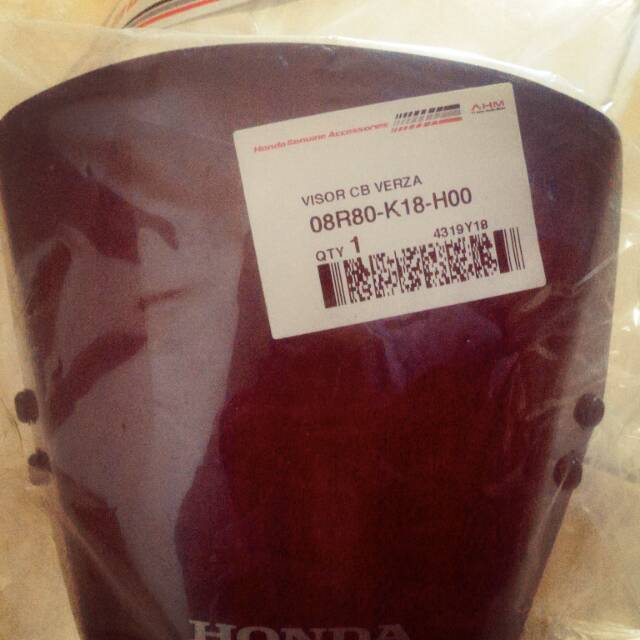 Honda Genuine Accessories
AHM
VISOR CB VERZA
08R80-K18-H00
QTY 1
4319Y18
HONDA